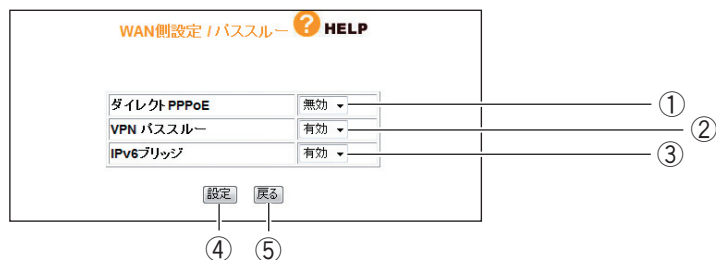 WAN側設定 / パススルー ? HELP
ダイレクト PPPoE 無効 ①
VPN パススルー 有効 ②
IPv6ブリッジ 有効 ③
設定 戻る
④ ⑤